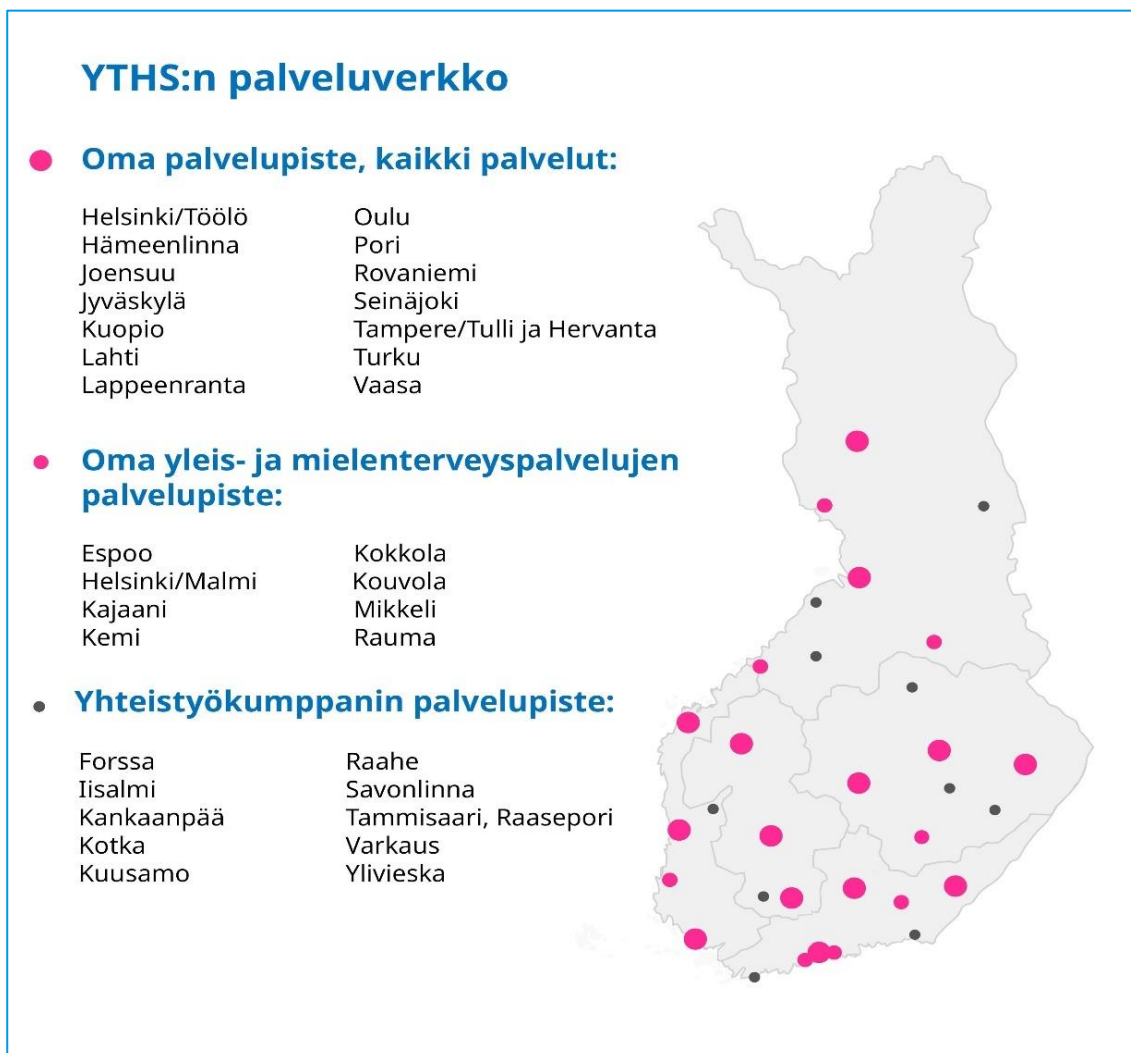 YTHS:n palveluverkko
Oma palvelupiste, kaikki palvelut:
Helsinki/Töölö
Hämeenlinna
Joensuu
Jyväskylä
Kuopio
Lahti
Lappeenranta
Oulu
Pori
Rovaniemi
Seinäjoki
Tampere/Tulli ja Hervanta
Turku
Vaasa
Oma yleis- ja mielenterveyspalvelujen
palvelupiste:
Espoo
Helsinki/Malmi
Kajaani
Kemi
Kokkola
Kouvola
Mikkeli
Rauma
Yhteistyökumppanin palvelupiste:
Forssa
Iisalmi
Kankaanpää
Kotka
Kuusamo
Raahe
Savonlinna
Tammisaari, Raasepori
Varkaus
Ylivieska